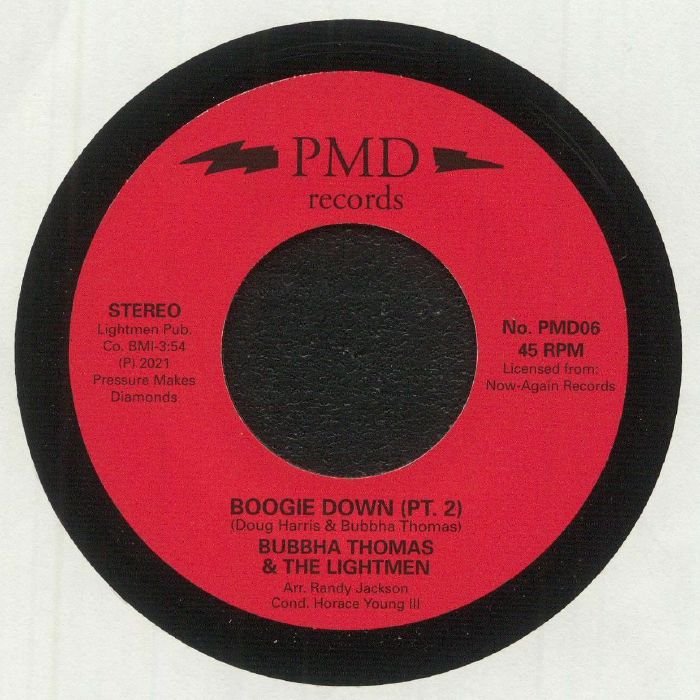 PMD
records
STEREO
Lightmen Pub.
Co. BMI-3:54
(P) 2021
Pressure Makes
Diamonds
No. PMD06
45 RPM
Licensed from:
Now-Again Records
BOOGIE DOWN (PT. 2)
(Doug Harris & Bubbha Thomas)
BUBBHA THOMAS
& THE LIGHTMEN
Arr. Randy Jackson
Cond. Horace Young III